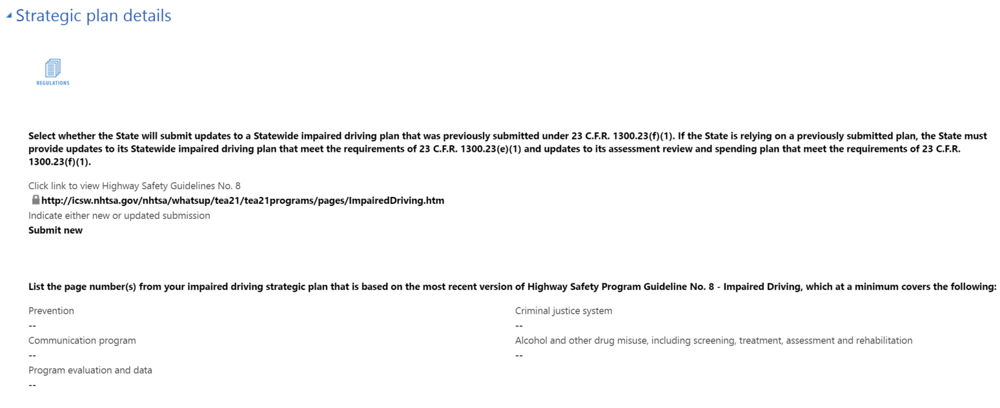 Strategic plan details
REGULATIONS
Select whether the State will submit updates to a Statewide impaired driving plan that was previously submitted under 23 C.F.R. 1300.23(f)(1). If the State is relying on a previously submitted plan, the State must
provide updates to its Statewide impaired driving plan that meet the requirements of 23 C.F.R. 1300.23(e)(1) and updates to its assessment review and spending plan that meet the requirements of 23 C.F.R.
1300.23(f)(1).
Click link to view Highway Safety Guidelines No. 8
http://icsw.nhtsa.gov/nhtsa/whatsup/tea21/tea21programs/pages/ImpairedDriving.htm
Indicate either new or updated submission
Submit new
List the page number(s) from your impaired driving strategic plan that is based on the most recent version of Highway Safety Program Guideline No. 8 - Impaired Driving, which at a minimum covers the following:
Prevention
--
Criminal justice system
--
Communication program
--
Alcohol and other drug misuse, including screening, treatment, assessment and rehabilitation
--
Program evaluation and data
--